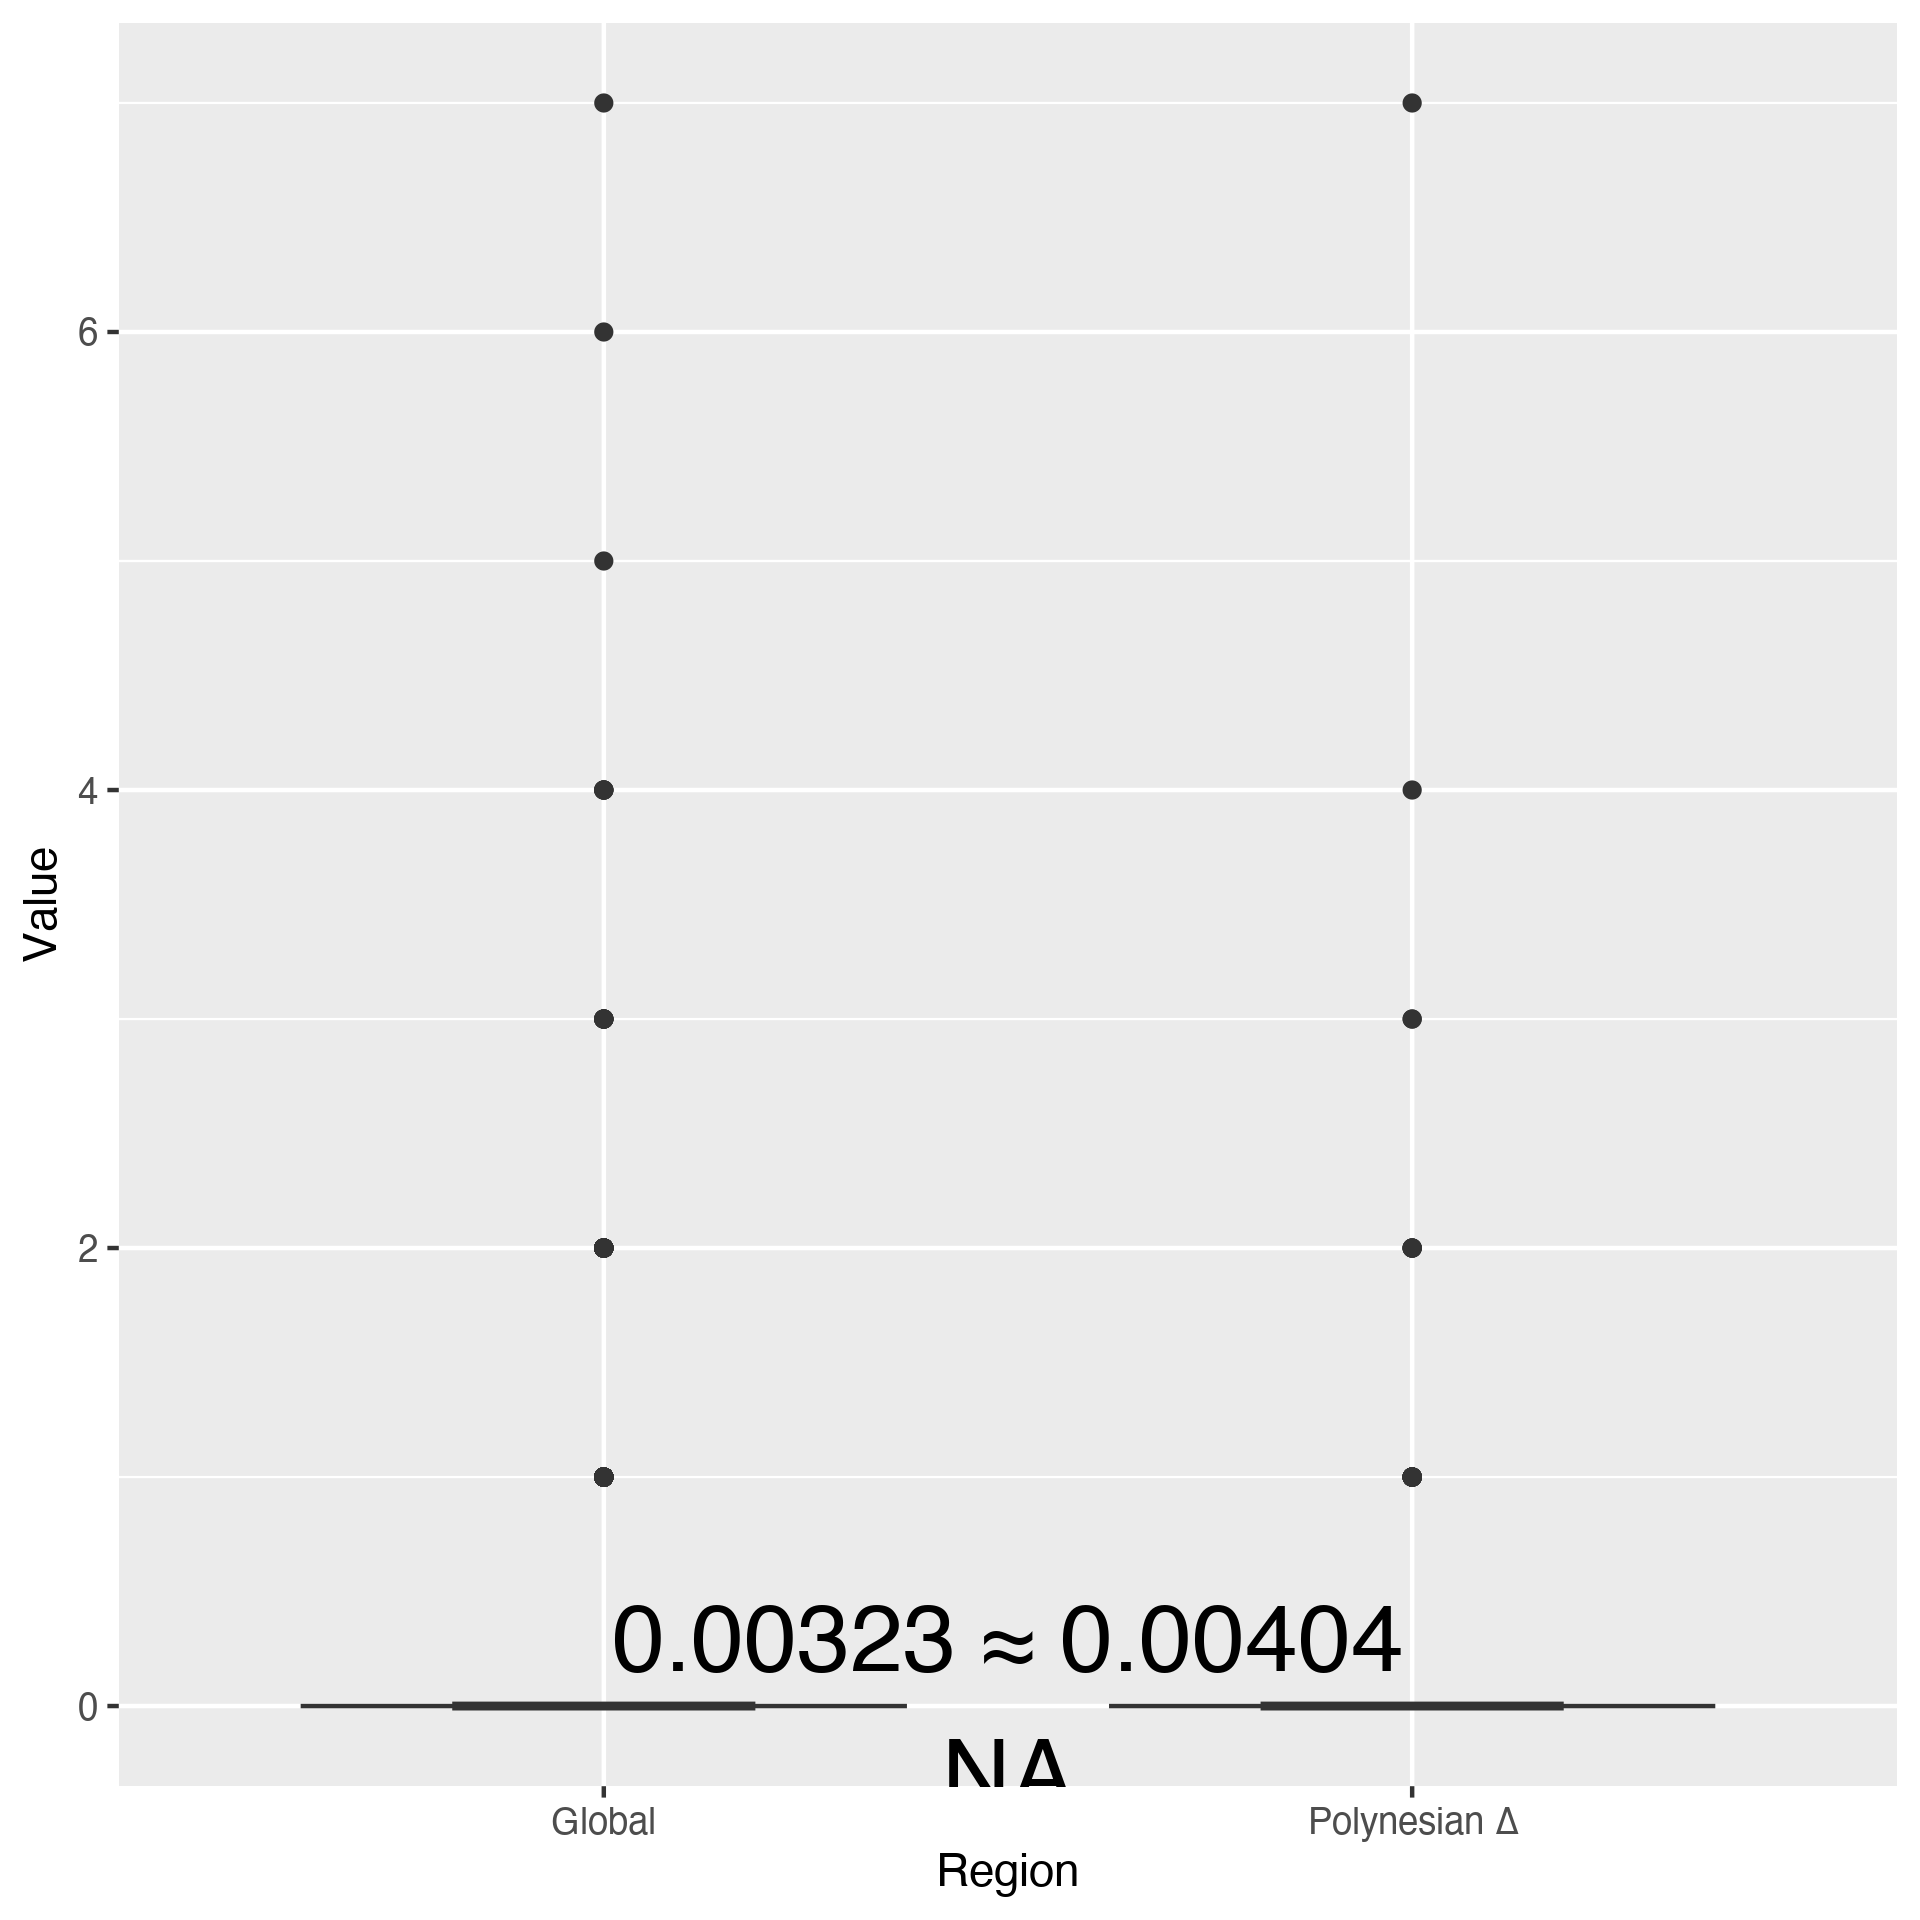 6
4
Value
2
0.00323 ≈ 0.00404
0
NA
Global
Polynesian Δ
Region